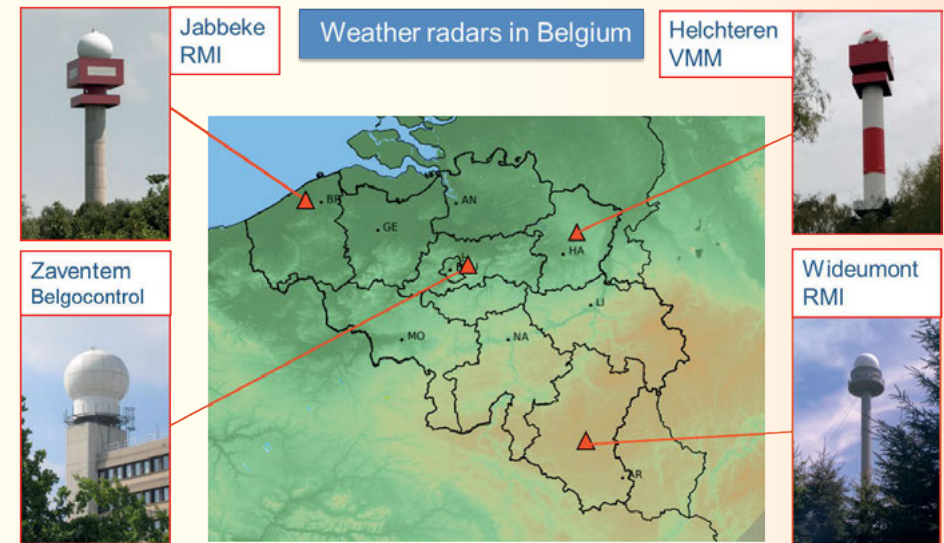 Jabbeke
RMI
Weather radars in Belgium
Helchteren
VMM
Zaventem
Belgocontrol
Wideumont
RMI
BR
AN
GE
HA
LI
MO
NA
AR